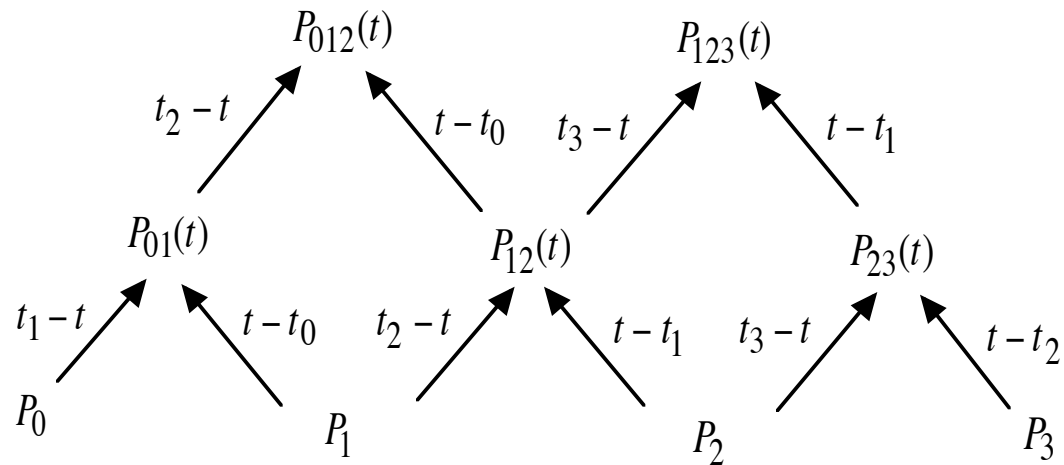 P₀₁₂(t) P₁₂₃(t)
t₂ − t t − t₀ t₃ − t t − t₁
P₀₁(t) P₁₂(t) P₂₃(t)
t₁ − t t − t₀ t₂ − t t − t₁ t₃ − t t − t₂
P₀ P₁ P₂ P₃